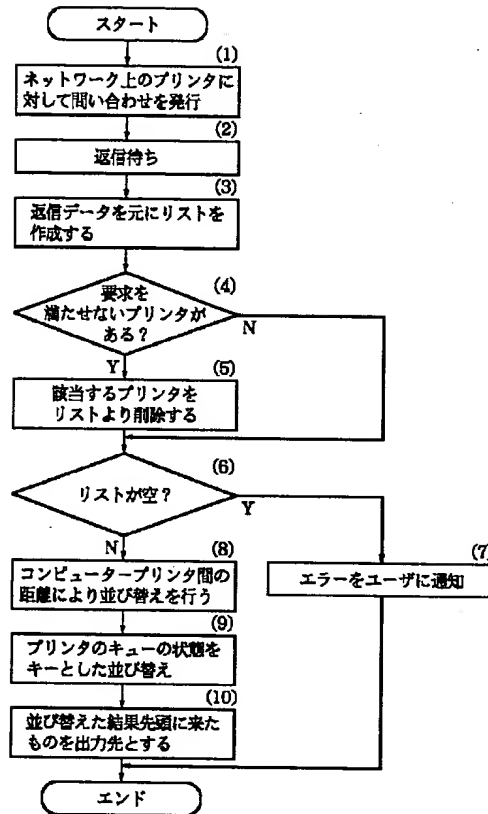 スタート
(1)
ネットワーク上のプリンタに
対して問い合わせを発行
(2)
返信待ち
(3)
返信データを元にリストを
作成する
(4)
要求を
満たせないプリンタが
ある？
N
Y
(5)
該当するプリンタを
リストより削除する
(6)
リストが空？
Y
N
(7)
エラーをユーザに通知
(8)
コンピューター－プリンタ間の
距離により並び替えを行う
(9)
プリンタのキューの状態を
キーとした並び替え
(10)
並び替えた結果先頭に来た
ものを出力先とする
エンド